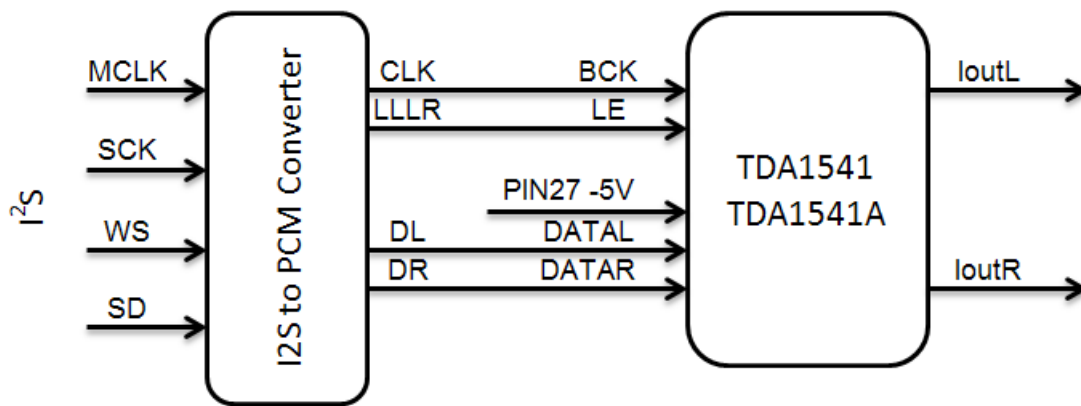 I²S
MCLK
SCK
WS
SD
I2S to PCM Converter
CLK
BCK
LLLR
LE
PIN27 -5V
DL
DATAL
DR
DATAR
TDA1541
TDA1541A
IoutL
IoutR